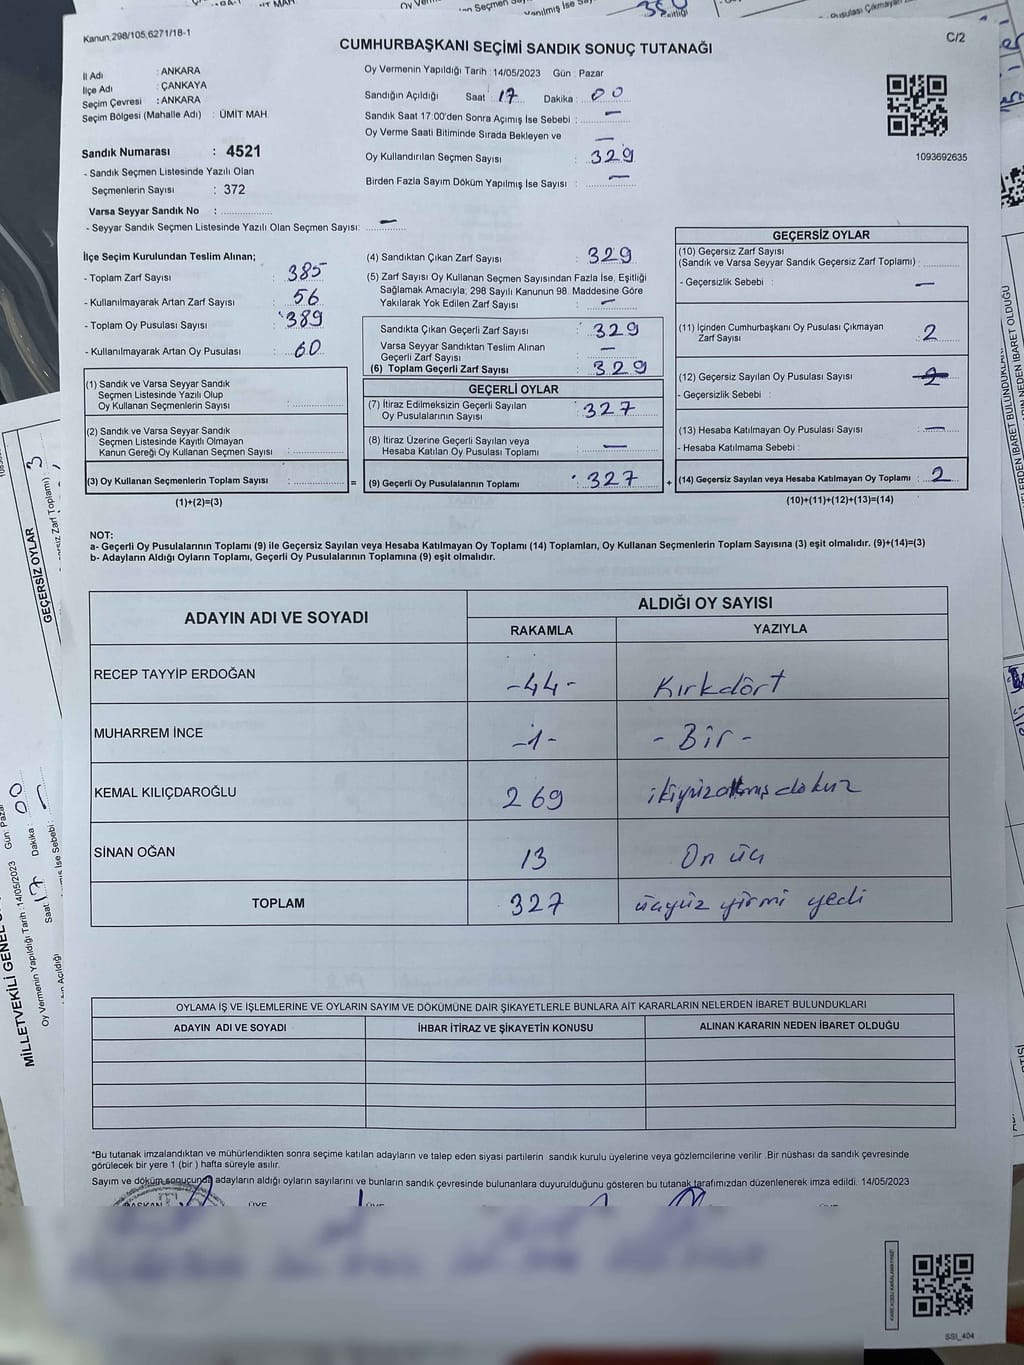 Kanun:298/105;6271/18-1
C/2
CUMHURBAŞKANI SEÇİMİ SANDIK SONUÇ TUTANAĞI
İl Adı : ANKARA
İlçe Adı : ÇANKAYA
Seçim Çevresi : ANKARA
Seçim Bölgesi (Mahalle Adı) : ÜMİT MAH.
Sandık Numarası : 4521
- Sandık Seçmen Listesinde Yazılı Olan
Seçmenlerin Sayısı : 372
Varsa Seyyar Sandık No :
- Seyyar Sandık Seçmen Listesinde Yazılı Olan Seçmen Sayısı: –
Oy Vermenin Yapıldığı Tarih : 14/05/2023 Gün : Pazar
Sandığın Açıldığı Saat : 17 Dakika : 00
Sandık Saat 17:00'den Sonra Açımış İse Sebebi : –
Oy Verme Saati Bitiminde Sırada Bekleyen ve –
Oy Kullandırılan Seçmen Sayısı : 329
Birden Fazla Sayım Döküm Yapılmış İse Sayısı : –
1093692635
İlçe Seçim Kurulundan Teslim Alınan;
- Toplam Zarf Sayısı : 385
- Kullanılmayarak Artan Zarf Sayısı : 56
- Toplam Oy Pusulası Sayısı : 389
- Kullanılmayarak Artan Oy Pusulası : 60
(1) Sandık ve Varsa Seyyar Sandık
Seçmen Listesinde Yazılı Olup
Oy Kullanan Seçmenlerin Sayısı :
(2) Sandık ve Varsa Seyyar Sandık
Seçmen Listesinde Kayıtlı Olmayan
Kanun Gereği Oy Kullanan Seçmen Sayısı :
(3) Oy Kullanan Seçmenlerin Toplam Sayısı : =
(1)+(2)=(3)
(4) Sandıktan Çıkan Zarf Sayısı : 329
(5) Zarf Sayısı Oy Kullanan Seçmen Sayısından Fazla İse, Eşitliği
Sağlamak Amacıyla; 298 Sayılı Kanunun 98. Maddesine Göre
Yakılarak Yok Edilen Zarf Sayısı : –
Sandıkta Çıkan Geçerli Zarf Sayısı : 329
Varsa Seyyar Sandıktan Teslim Alınan
Geçerli Zarf Sayısı : –
(6) Toplam Geçerli Zarf Sayısı : 329
GEÇERLİ OYLAR
(7) İtiraz Edilmeksizin Geçerli Sayılan
Oy Pusulalarının Sayısı : 327
(8) İtiraz Üzerine Geçerli Sayılan veya
Hesaba Katılan Oy Pusulası Toplamı : –
(9) Geçerli Oy Pusulalarının Toplamı : 327 +
GEÇERSİZ OYLAR
(10) Geçersiz Zarf Sayısı
(Sandık ve Varsa Seyyar Sandık Geçersiz Zarf Toplamı) :
- Geçersizlik Sebebi : –
(11) İçinden Cumhurbaşkanı Oy Pusulası Çıkmayan
Zarf Sayısı : 2
(12) Geçersiz Sayılan Oy Pusulası Sayısı :
- Geçersizlik Sebebi :
(13) Hesaba Katılmayan Oy Pusulası Sayısı : –
- Hesaba Katılmama Sebebi :
(14) Geçersiz Sayılan veya Hesaba Katılmayan Oy Toplamı : 2
(10)+(11)+(12)+(13)=(14)
NOT:
a- Geçerli Oy Pusulalarının Toplamı (9) ile Geçersiz Sayılan veya Hesaba Katılmayan Oy Toplamı (14) Toplamları, Oy Kullanan Seçmenlerin Toplam Sayısına (3) eşit olmalıdır. (9)+(14)=(3)
b- Adayların Aldığı Oyların Toplamı, Geçerli Oy Pusulalarının Toplamına (9) eşit olmalıdır.
ADAYIN ADI VE SOYADI ALDIĞI OY SAYISI
RAKAMLA YAZIYLA
RECEP TAYYİP ERDOĞAN -44- Kırkdört
MUHARREM İNCE -1- - Bir -
KEMAL KILIÇDAROĞLU 269 ikiyüzaltmışdokuz
SİNAN OĞAN 13 On üç
TOPLAM 327 üçyüz yirmi yedi
OYLAMA İŞ VE İŞLEMLERİNE VE OYLARIN SAYIM VE DÖKÜMÜNE DAİR ŞİKAYETLERLE BUNLARA AİT KARARLARIN NELERDEN İBARET BULUNDUKLARI
ADAYIN ADI VE SOYADI İHBAR İTİRAZ VE ŞİKAYETİN KONUSU ALINAN KARARIN NEDEN İBARET OLDUĞU
*Bu tutanak imzalandıktan ve mühürlendikten sonra seçime katılan adayların ve talep eden siyasi partilerin sandık kurulu üyelerine veya gözlemcilerine verilir .Bir nüshası da sandık çevresinde
görülecek bir yere 1 (bir ) hafta süreyle asılır.
Sayım ve döküm sonucunda adayların aldığı oyların sayılarını ve bunların sandık çevresinde bulunanlara duyurulduğunu gösteren bu tutanak tarafımızdan düzenlenerek imza edildi. 14/05/2023
BAŞKAN ÜYE ÜYE
SSI_404
MİLLETVEKİLİ GENEL
Oy Vermenin Yapıldığı Tarih : 14/05/2023 Gün: Pazar
Saat : 17 Dakika : 00
GEÇERSİZ OYLAR